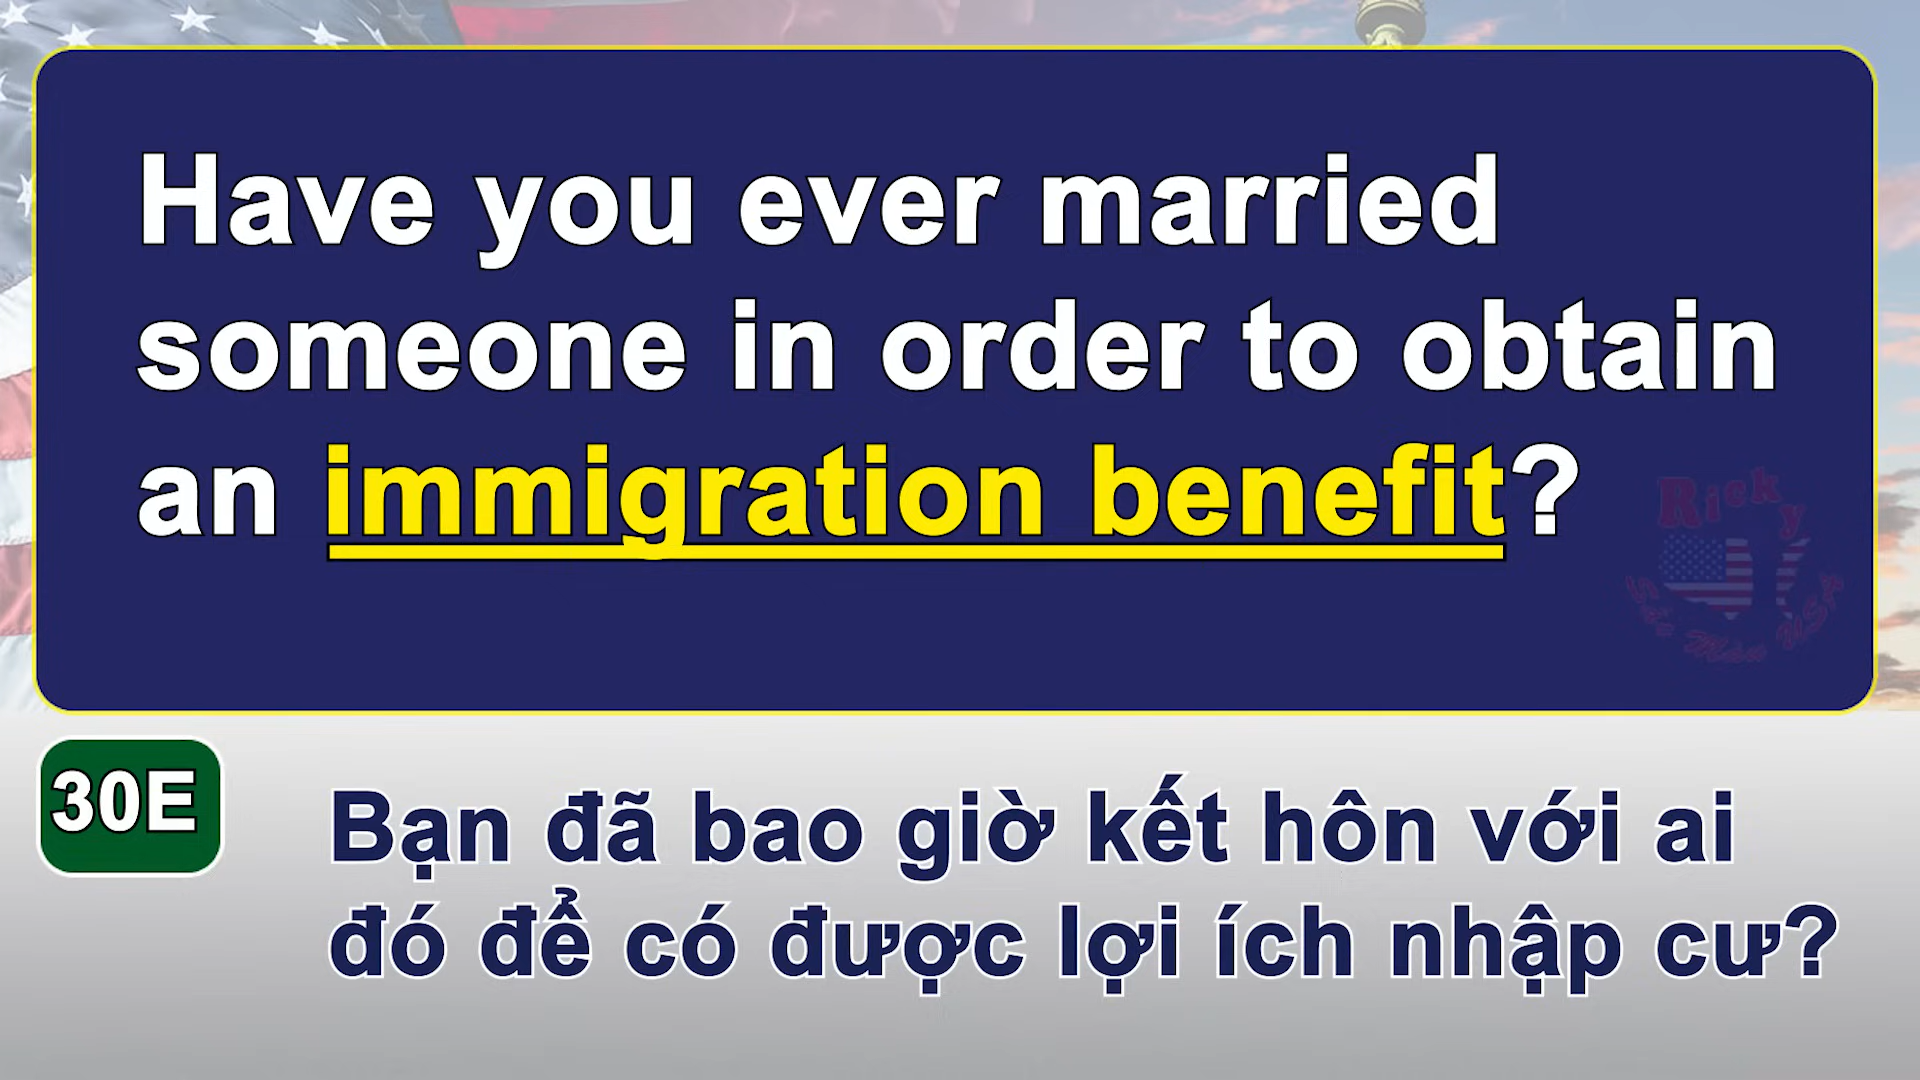 Have you ever married
someone in order to obtain
an immigration benefit?
Ricky
30E
Bạn đã bao giờ kết hôn với ai
đó để có được lợi ích nhập cư?